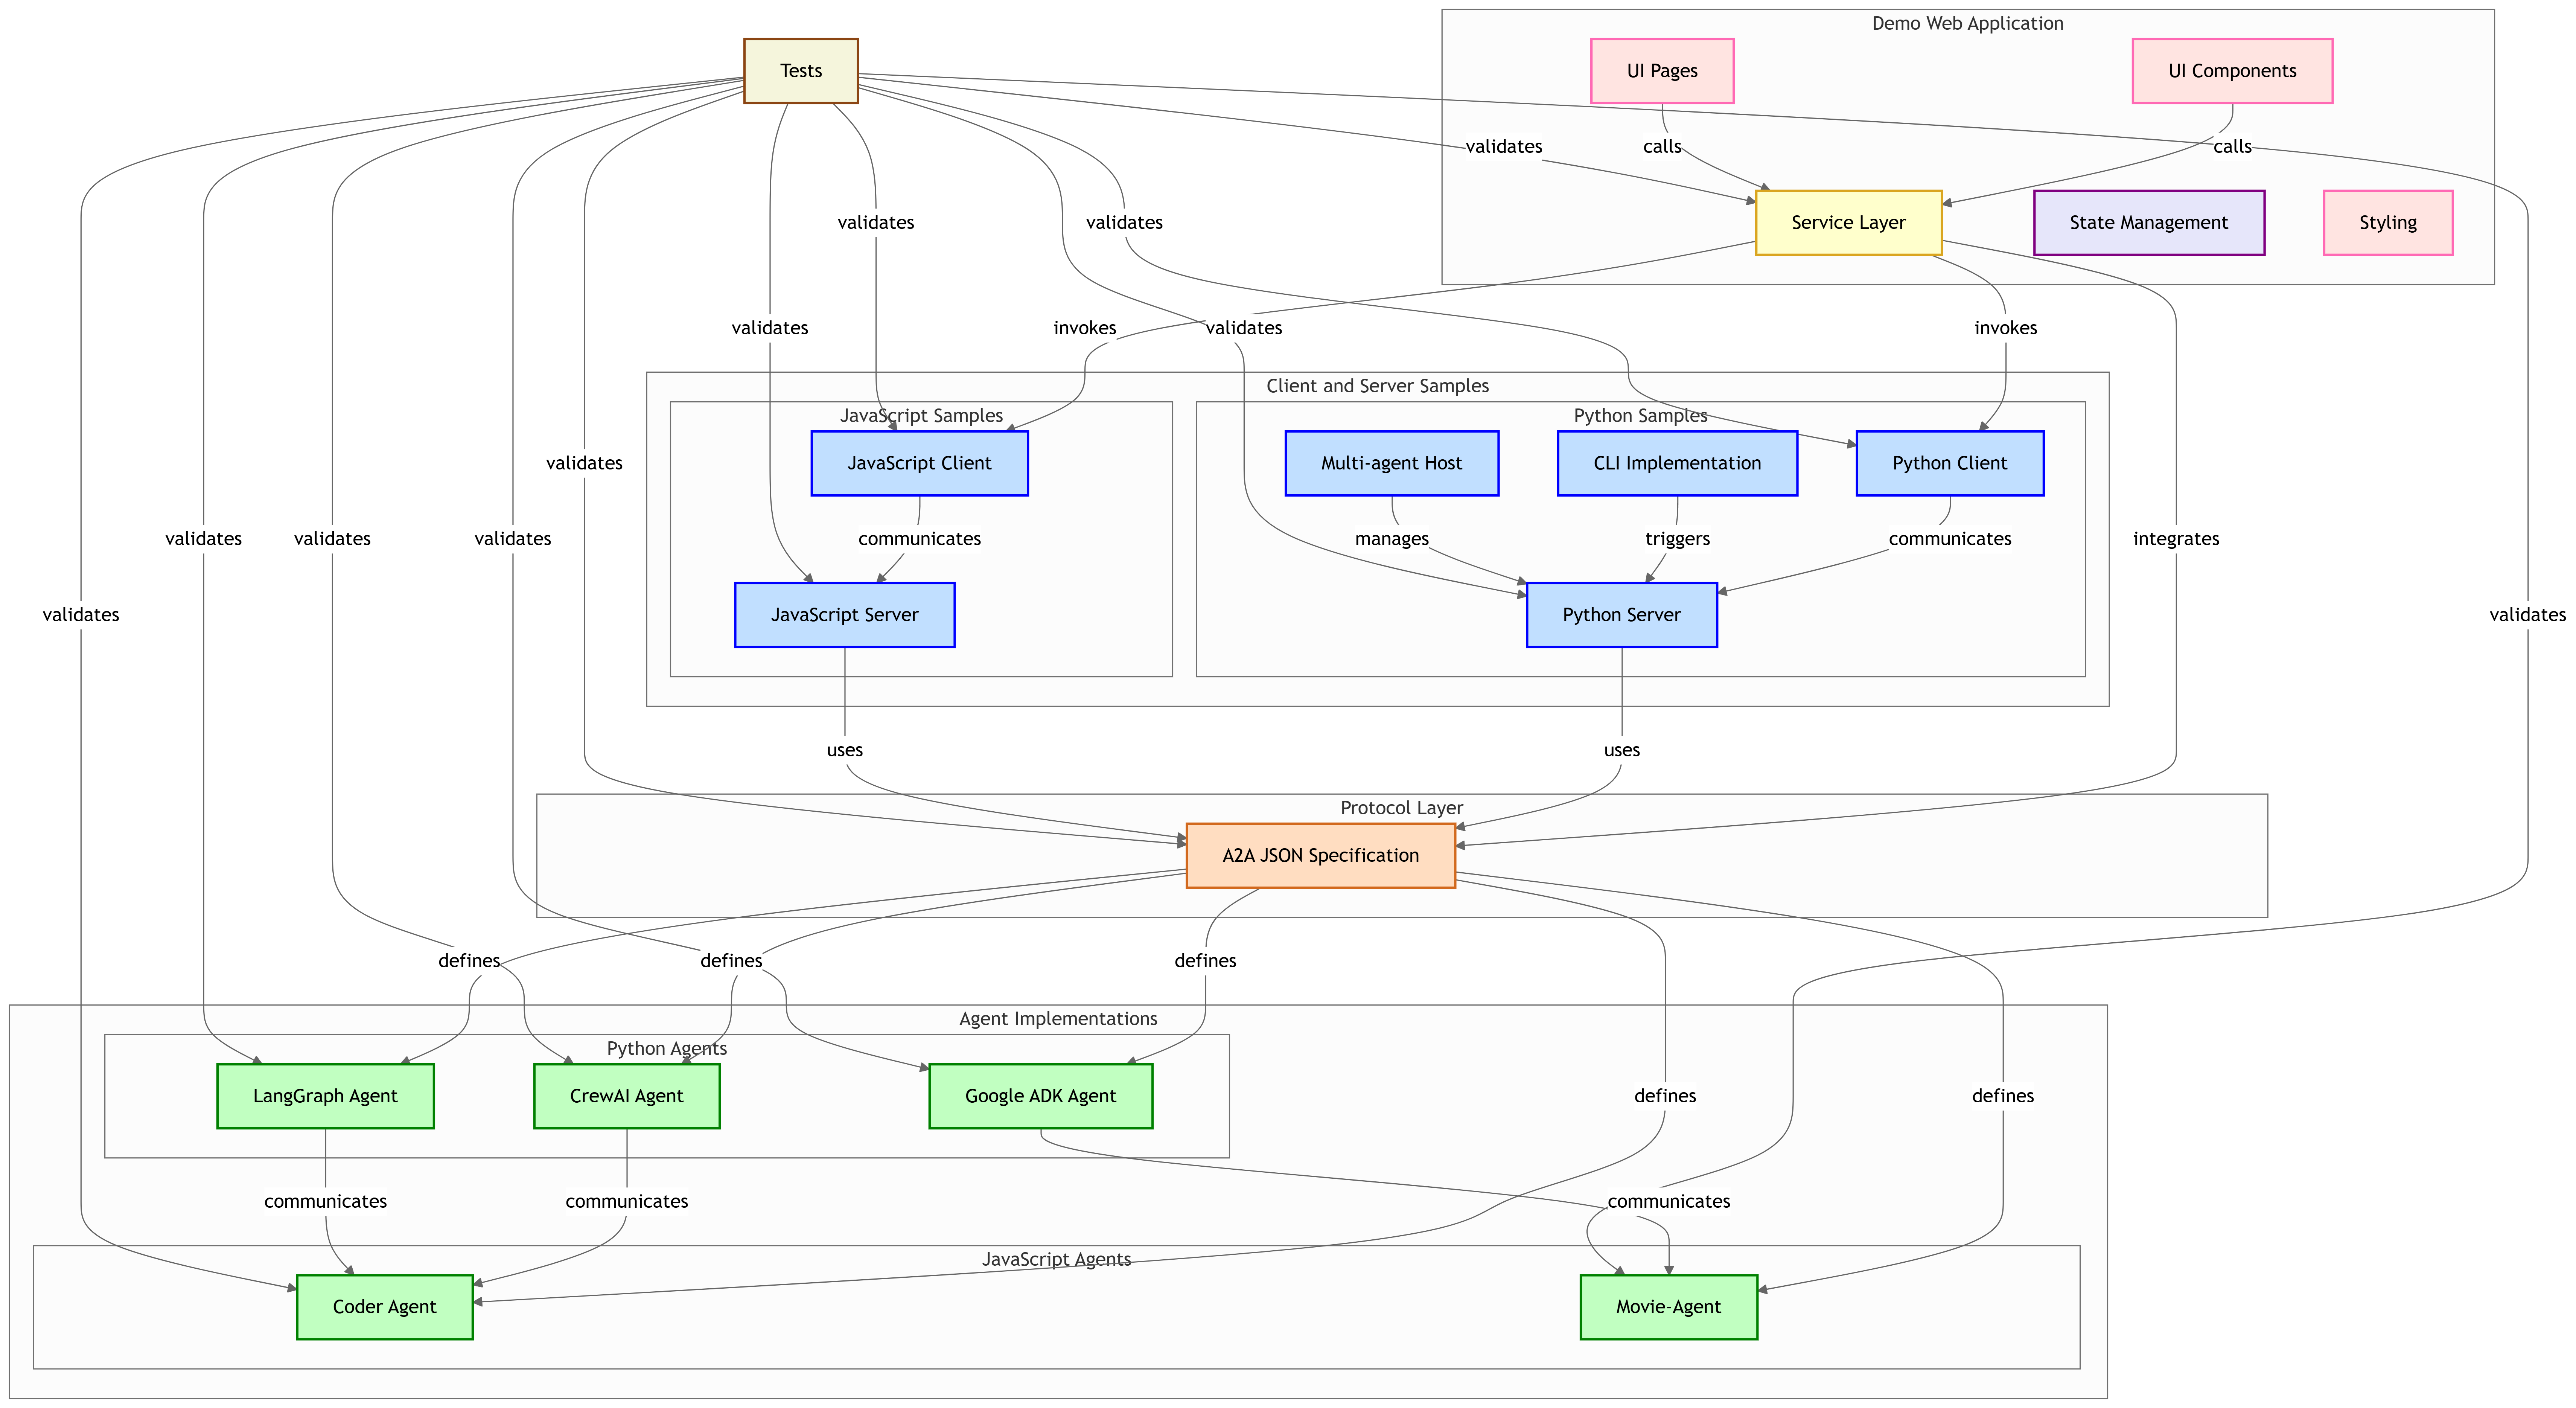 Demo Web Application
Tests
UI Pages
UI Components
validates
calls
calls
validates
validates
Service Layer
State Management
Styling
validates
invokes
validates
invokes
Client and Server Samples
JavaScript Samples
Python Samples
validates
JavaScript Client
Multi-agent Host
CLI Implementation
Python Client
validates
validates
validates
communicates
manages
triggers
communicates
integrates
validates
JavaScript Server
Python Server
validates
uses
uses
Protocol Layer
A2A JSON Specification
defines
defines
defines
Agent Implementations
Python Agents
LangGraph Agent
CrewAI Agent
Google ADK Agent
defines
defines
communicates
communicates
communicates
JavaScript Agents
Coder Agent
Movie-Agent